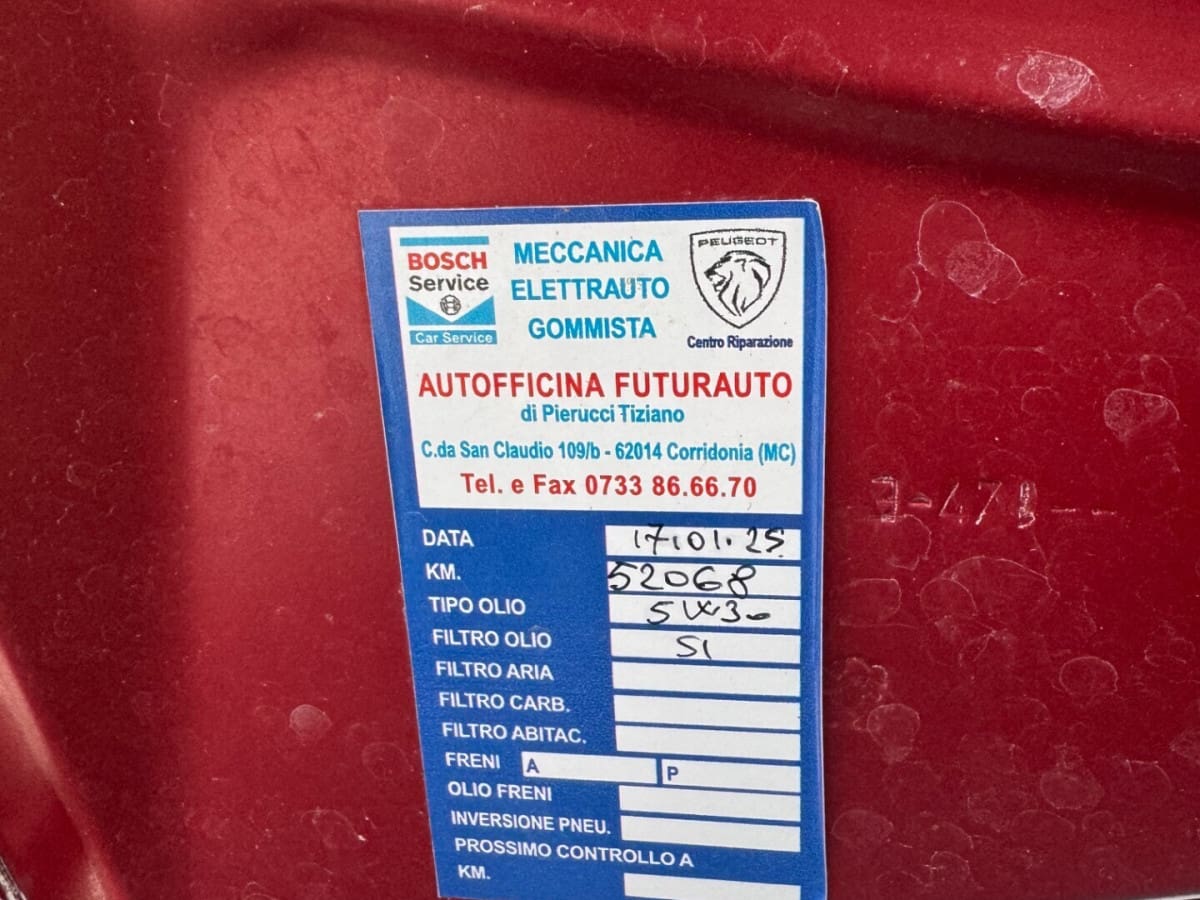 BOSCH
Service
Car Service
MECCANICA
ELETTRAUTO
GOMMISTA
PEUGEOT
Centro Riparazione
AUTOFFICINA FUTURAUTO
di Pierucci Tiziano
C.da San Claudio 109/b - 62014 Corridonia (MC)
Tel. e Fax 0733 86.66.70
DATA 17.01.25
KM. 52068
TIPO OLIO 5W30
FILTRO OLIO SI
FILTRO ARIA
FILTRO CARB.
FILTRO ABITAC.
FRENI A P
OLIO FRENI
INVERSIONE PNEU.
PROSSIMO CONTROLLO A
KM.